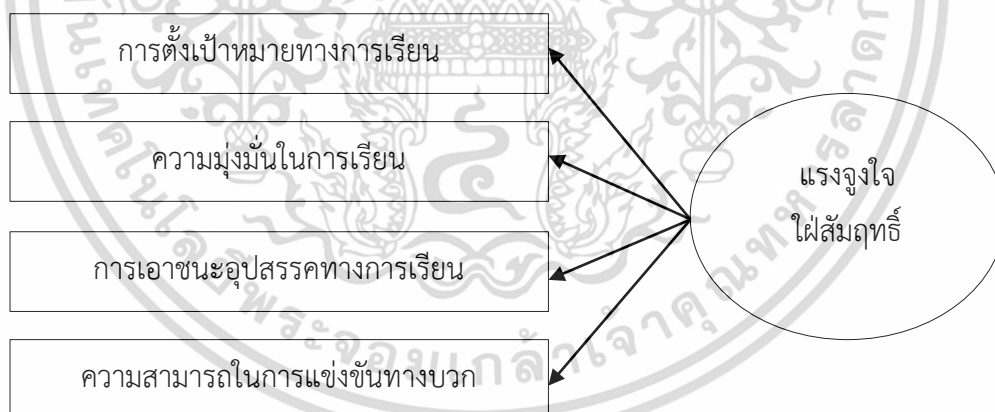 การตั้งเป้าหมายทางการเรียน
ความมุ่งมั่นในการเรียน
การเอาชนะอุปสรรคทางการเรียน
ความสามารถในการแข่งขันทางบวก
แรงจูงใจ
ใฝ่สัมฤทธิ์